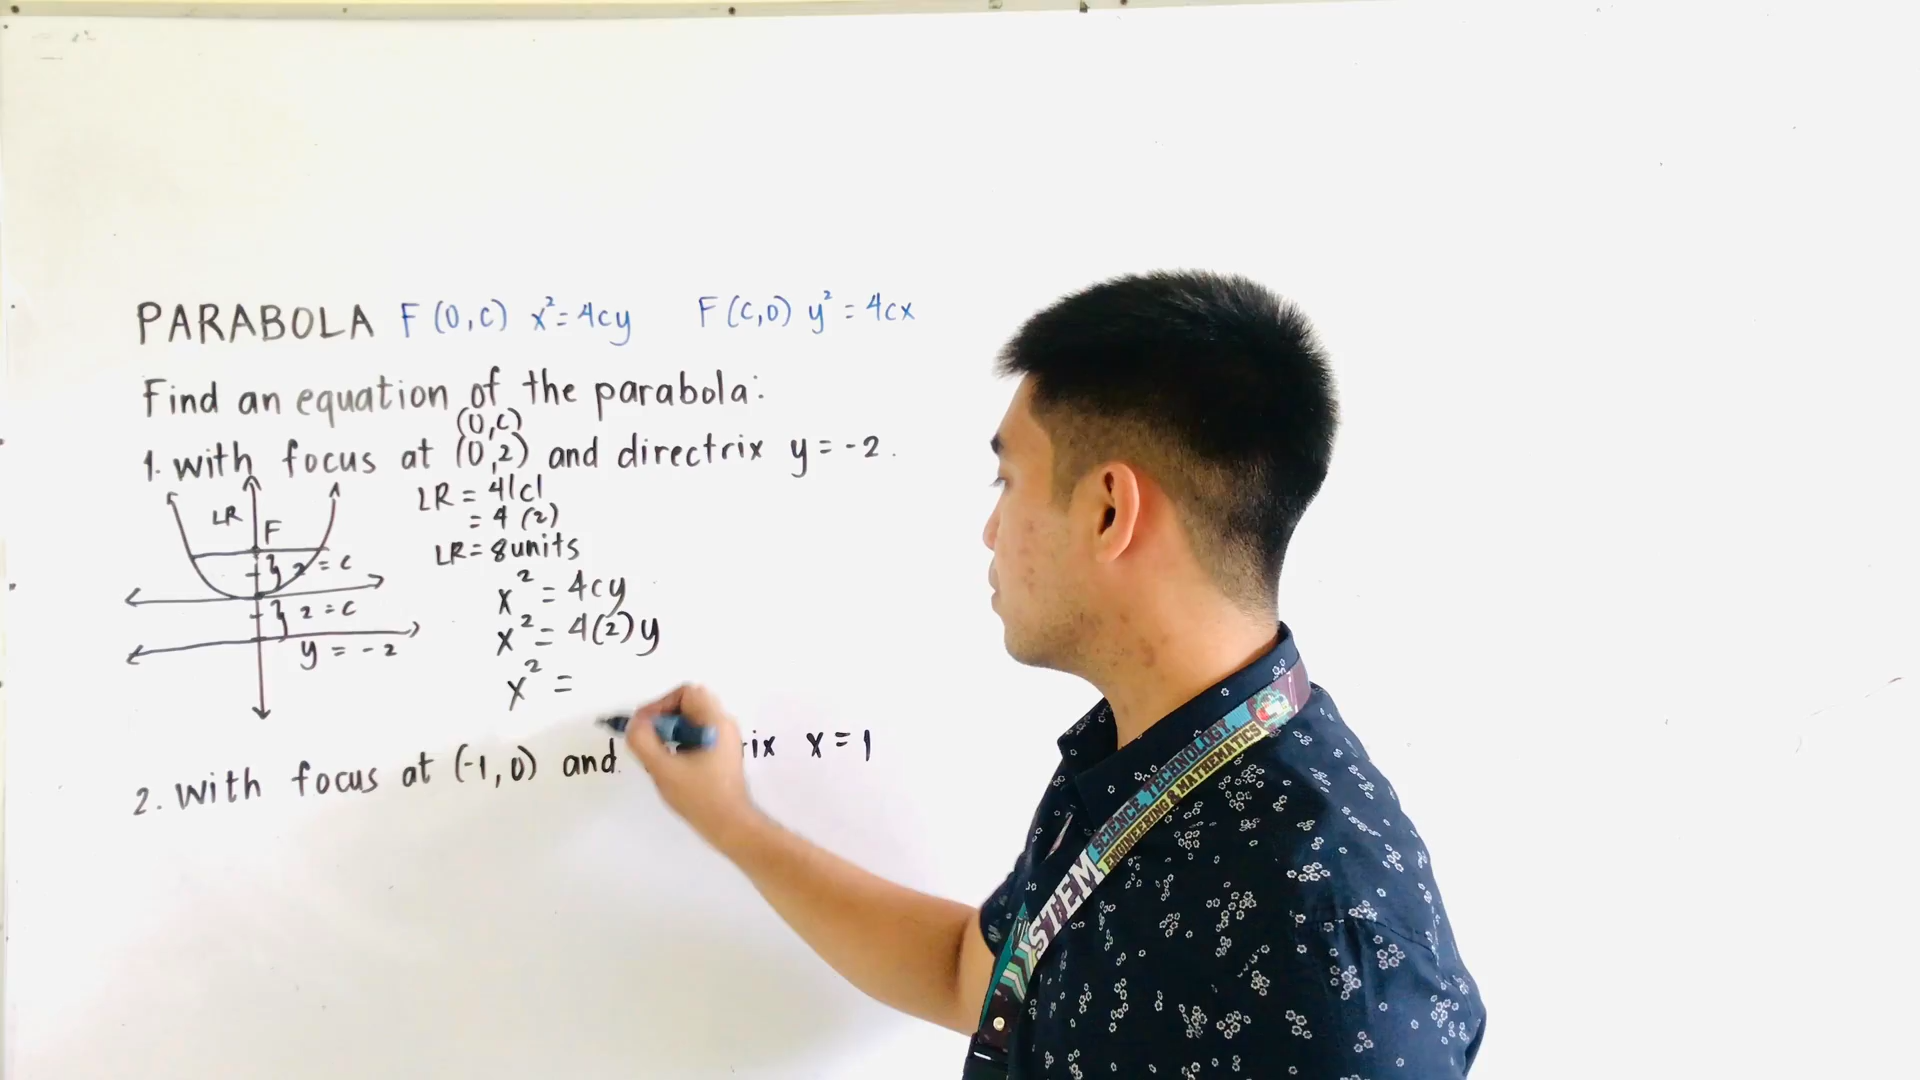 PARABOLA F(0,c) x² = 4cy F(c,0) y² = 4cx
Find an equation of the parabola:
(0,c)
1. with focus at (0,2) and directrix y = -2.
LR
F
2 = c
2 = c
y = -2
LR = 4|c|
= 4 (2)
LR = 8 units
x² = 4cy
x² = 4(2)y
x² =
2. With focus at (-1,0) and rix x = 1
SCIENCE, TECHNOLOGY,
ENGINEERING & MATHEMATICS
STEM